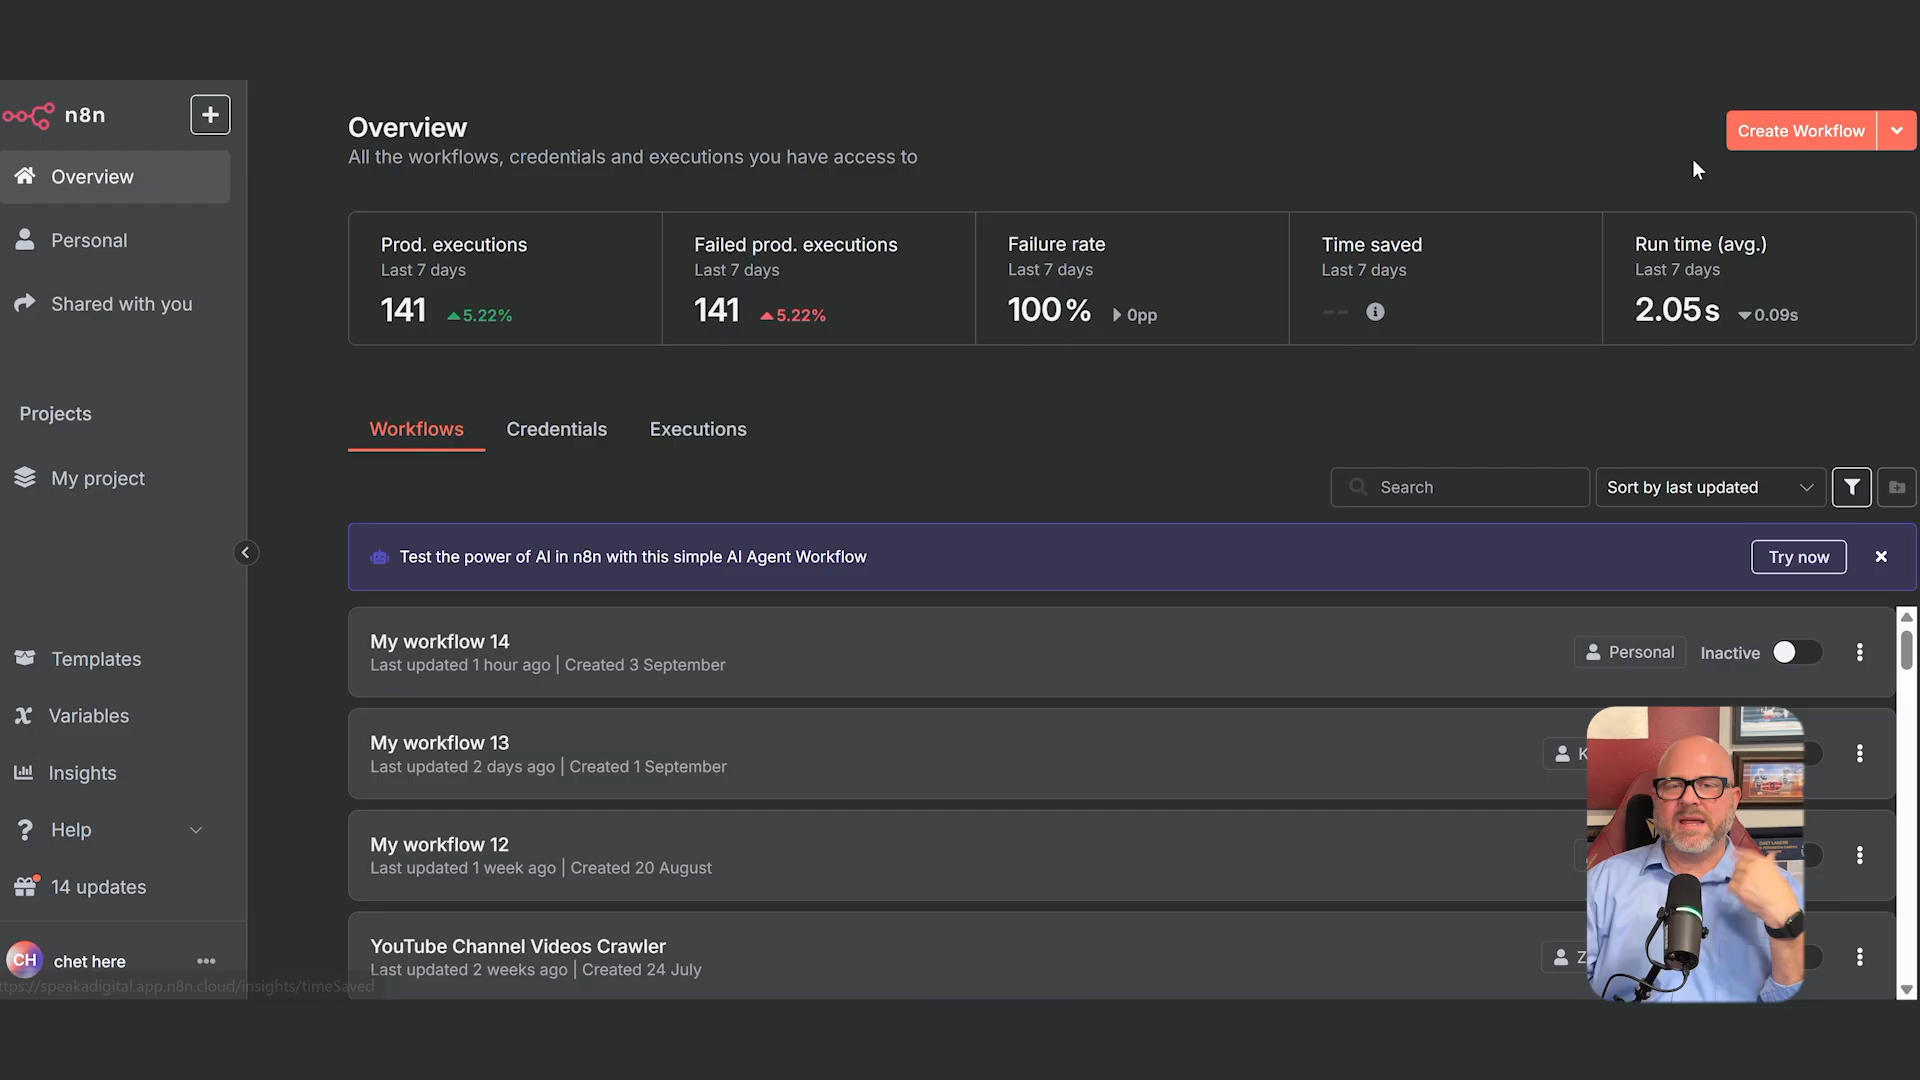 n8n
+
Overview
Personal
Shared with you
Projects
My project
Templates
Variables
Insights
Help
14 updates
CH
chet here
ttps://speakadigital.app.n8n.cloud/insights/timeSaved
Overview
All the workflows, credentials and executions you have access to
Create Workflow
Prod. executions
Last 7 days
141 5.22%
Failed prod. executions
Last 7 days
141 5.22%
Failure rate
Last 7 days
100% 0pp
Time saved
Last 7 days
--
Run time (avg.)
Last 7 days
2.05s 0.09s
Workflows Credentials Executions
Search
Sort by last updated
Test the power of AI in n8n with this simple AI Agent Workflow
Try now
My workflow 14
Last updated 1 hour ago | Created 3 September
Personal
Inactive
My workflow 13
Last updated 2 days ago | Created 1 September
K
My workflow 12
Last updated 1 week ago | Created 20 August
YouTube Channel Videos Crawler
Last updated 2 weeks ago | Created 24 July
Z